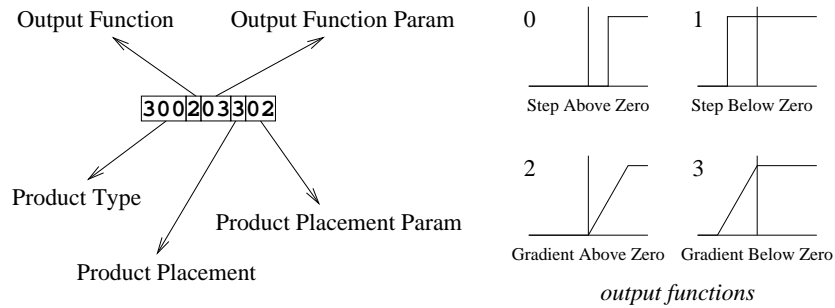 Output Function
Output Function Param
300203302
Product Type
Product Placement Param
Product Placement
0
1
Step Above Zero
Step Below Zero
2
3
Gradient Above Zero
Gradient Below Zero
output functions